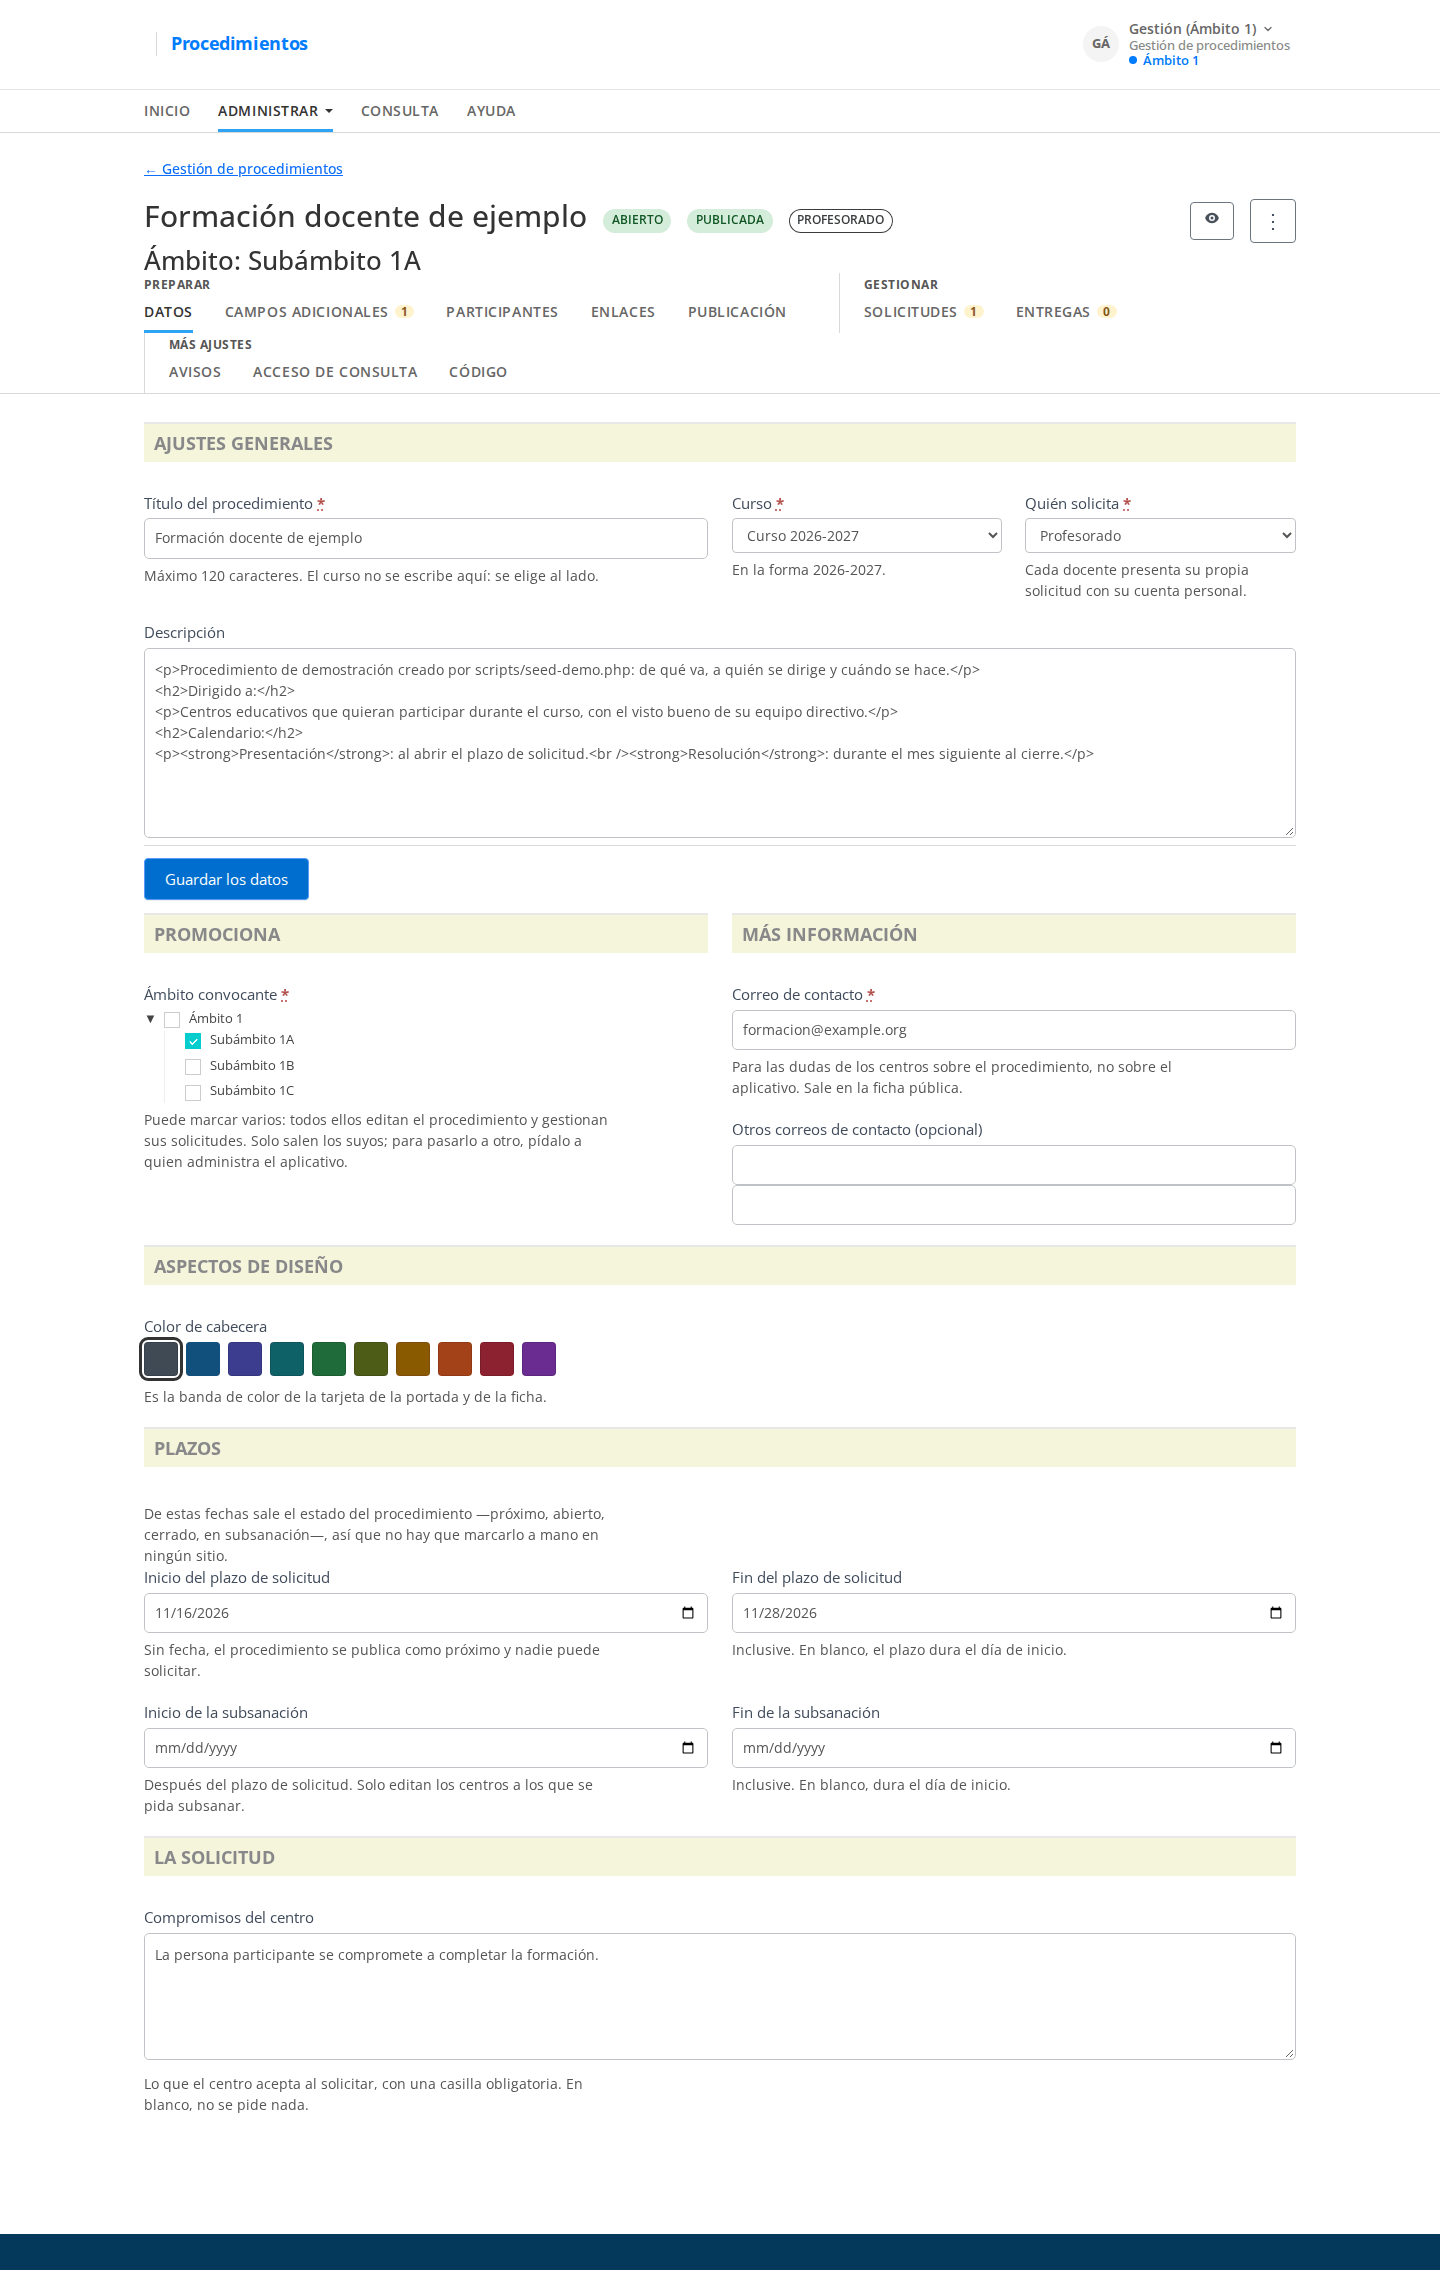 Procedimientos
GÁ
Gestión (Ámbito 1)
Gestión de procedimientos
Ámbito 1
INICIO ADMINISTRAR CONSULTA AYUDA
← Gestión de procedimientos
Formación docente de ejemplo ABIERTO PUBLICADA PROFESORADO
Ámbito: Subámbito 1A
PREPARAR
DATOS CAMPOS ADICIONALES 1 PARTICIPANTES ENLACES PUBLICACIÓN
GESTIONAR
SOLICITUDES 1 ENTREGAS 0
MÁS AJUSTES
AVISOS ACCESO DE CONSULTA CÓDIGO
AJUSTES GENERALES
Título del procedimiento *
Formación docente de ejemplo
Máximo 120 caracteres. El curso no se escribe aquí: se elige al lado.
Curso *
Curso 2026-2027
En la forma 2026-2027.
Quién solicita *
Profesorado
Cada docente presenta su propia
solicitud con su cuenta personal.
Descripción
<p>Procedimiento de demostración creado por scripts/seed-demo.php: de qué va, a quién se dirige y cuándo se hace.</p>
<h2>Dirigido a:</h2>
<p>Centros educativos que quieran participar durante el curso, con el visto bueno de su equipo directivo.</p>
<h2>Calendario:</h2>
<p><strong>Presentación</strong>: al abrir el plazo de solicitud.<br /><strong>Resolución</strong>: durante el mes siguiente al cierre.</p>
Guardar los datos
PROMOCIONA
Ámbito convocante *
▼ Ámbito 1
Subámbito 1A
Subámbito 1B
Subámbito 1C
Puede marcar varios: todos ellos editan el procedimiento y gestionan
sus solicitudes. Solo salen los suyos; para pasarlo a otro, pídalo a
quien administra el aplicativo.
MÁS INFORMACIÓN
Correo de contacto *
formacion@example.org
Para las dudas de los centros sobre el procedimiento, no sobre el
aplicativo. Sale en la ficha pública.
Otros correos de contacto (opcional)
ASPECTOS DE DISEÑO
Color de cabecera
Es la banda de color de la tarjeta de la portada y de la ficha.
PLAZOS
De estas fechas sale el estado del procedimiento —próximo, abierto,
cerrado, en subsanación—, así que no hay que marcarlo a mano en
ningún sitio.
Inicio del plazo de solicitud
11/16/2026
Sin fecha, el procedimiento se publica como próximo y nadie puede
solicitar.
Fin del plazo de solicitud
11/28/2026
Inclusive. En blanco, el plazo dura el día de inicio.
Inicio de la subsanación
mm/dd/yyyy
Después del plazo de solicitud. Solo editan los centros a los que se
pida subsanar.
Fin de la subsanación
mm/dd/yyyy
Inclusive. En blanco, dura el día de inicio.
LA SOLICITUD
Compromisos del centro
La persona participante se compromete a completar la formación.
Lo que el centro acepta al solicitar, con una casilla obligatoria. En
blanco, no se pide nada.